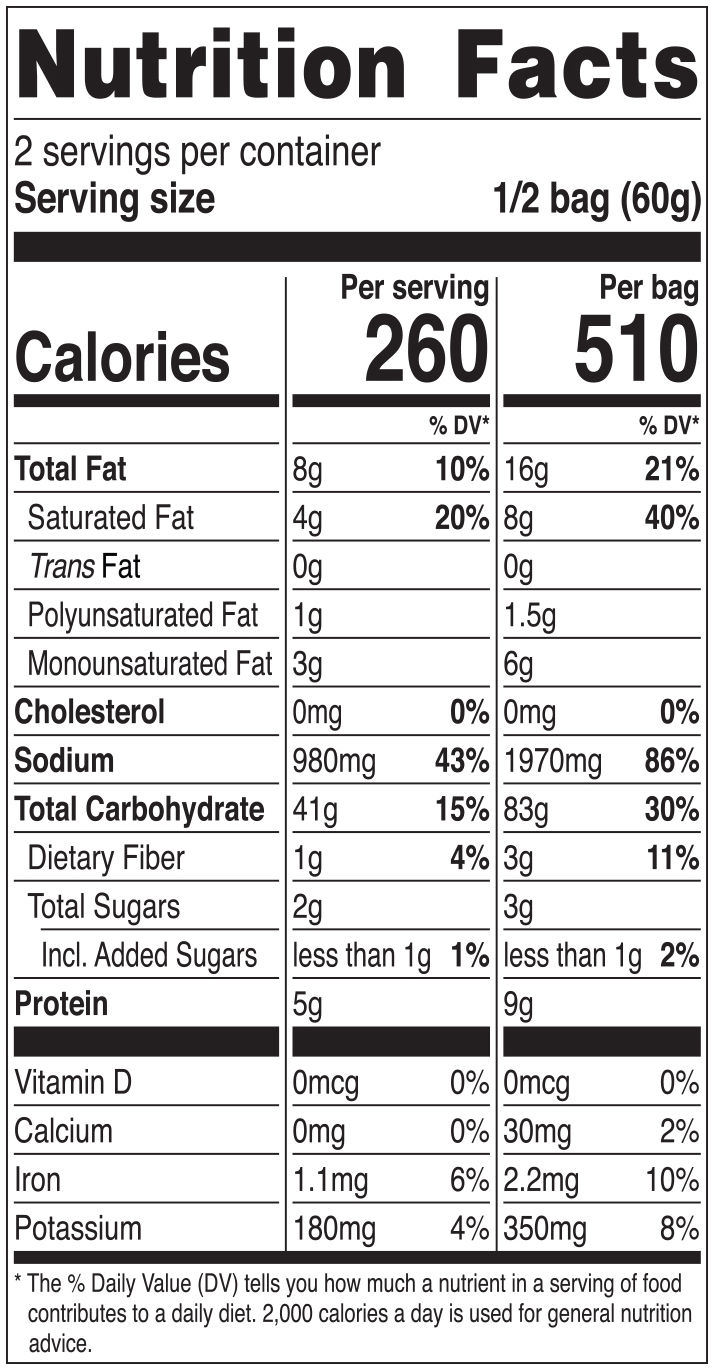 Nutrition Facts
2 servings per container
Serving size 1/2 bag (60g)
Per serving Per bag
Calories 260 510
% DV* % DV*
Total Fat 8g 10% 16g 21%
Saturated Fat 4g 20% 8g 40%
Trans Fat 0g 0g
Polyunsaturated Fat 1g 1.5g
Monounsaturated Fat 3g 6g
Cholesterol 0mg 0% 0mg 0%
Sodium 980mg 43% 1970mg 86%
Total Carbohydrate 41g 15% 83g 30%
Dietary Fiber 1g 4% 3g 11%
Total Sugars 2g 3g
Incl. Added Sugars less than 1g 1% less than 1g 2%
Protein 5g 9g
Vitamin D 0mcg 0% 0mcg 0%
Calcium 0mg 0% 30mg 2%
Iron 1.1mg 6% 2.2mg 10%
Potassium 180mg 4% 350mg 8%
* The % Daily Value (DV) tells you how much a nutrient in a serving of food
contributes to a daily diet. 2,000 calories a day is used for general nutrition
advice.